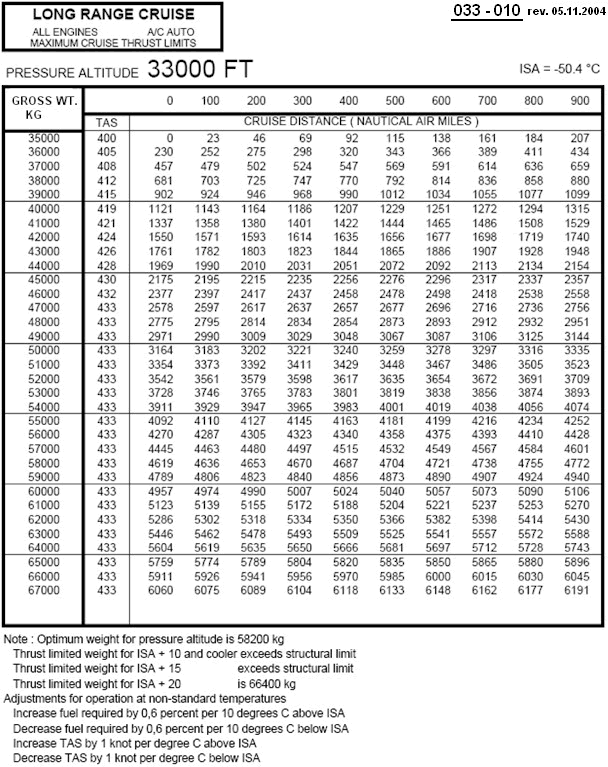 LONG RANGE CRUISE
ALL ENGINES A/C AUTO
MAXIMUM CRUISE THRUST LIMITS
033 - 010 rev. 05.11.2004
PRESSURE ALTITUDE 33000 FT
ISA = -50.4 °C
GROSS WT. 0 100 200 300 400 500 600 700 800 900
KG
TAS CRUISE DISTANCE ( NAUTICAL AIR MILES )
35000 400 0 23 46 69 92 115 138 161 184 207
36000 405 230 252 275 298 320 343 366 389 411 434
37000 408 457 479 502 524 547 569 591 614 636 659
38000 412 681 703 725 747 770 792 814 836 858 880
39000 415 902 924 946 968 990 1012 1034 1055 1077 1099
40000 419 1121 1143 1164 1186 1207 1229 1251 1272 1294 1315
41000 421 1337 1358 1380 1401 1422 1444 1465 1486 1508 1529
42000 424 1550 1571 1593 1614 1635 1656 1677 1698 1719 1740
43000 426 1761 1782 1803 1823 1844 1865 1886 1907 1928 1948
44000 428 1969 1990 2010 2031 2051 2072 2092 2113 2134 2154
45000 430 2175 2195 2215 2235 2256 2276 2296 2317 2337 2357
46000 432 2377 2397 2417 2437 2458 2478 2498 2418 2538 2558
47000 433 2578 2597 2617 2637 2657 2677 2696 2716 2736 2756
48000 433 2775 2795 2814 2834 2854 2873 2893 2912 2932 2951
49000 433 2971 2990 3009 3029 3048 3067 3087 3106 3125 3144
50000 433 3164 3183 3202 3221 3240 3259 3278 3297 3316 3335
51000 433 3354 3373 3392 3411 3429 3448 3467 3486 3505 3523
52000 433 3542 3561 3579 3598 3617 3635 3654 3672 3691 3709
53000 433 3728 3746 3765 3783 3801 3819 3838 3856 3874 3893
54000 433 3911 3929 3947 3965 3983 4001 4019 4038 4056 4074
55000 433 4092 4110 4127 4145 4163 4181 4199 4216 4234 4252
56000 433 4270 4287 4305 4323 4340 4358 4375 4393 4410 4428
57000 433 4445 4463 4480 4497 4515 4532 4549 4567 4584 4601
58000 433 4619 4636 4653 4670 4687 4704 4721 4738 4755 4772
59000 433 4789 4806 4823 4840 4856 4873 4890 4907 4924 4940
60000 433 4957 4974 4990 5007 5024 5040 5057 5073 5090 5106
61000 433 5123 5139 5155 5172 5188 5204 5221 5237 5253 5270
62000 433 5286 5302 5318 5334 5350 5366 5382 5398 5414 5430
63000 433 5446 5462 5478 5493 5509 5525 5541 5557 5572 5588
64000 433 5604 5619 5635 5650 5666 5681 5697 5712 5728 5743
65000 433 5759 5774 5789 5804 5820 5835 5850 5865 5880 5896
66000 433 5911 5926 5941 5956 5970 5985 6000 6015 6030 6045
67000 433 6060 6075 6089 6104 6118 6133 6148 6162 6177 6191
Note : Optimum weight for pressure altitude is 58200 kg
Thrust limited weight for ISA + 10 and cooler exceeds structural limit
Thrust limited weight for ISA + 15 exceeds structural limit
Thrust limited weight for ISA + 20 is 66400 kg
Adjustments for operation at non-standard temperatures
Increase fuel required by 0,6 percent per 10 degrees C above ISA
Decrease fuel required by 0,6 percent per 10 degrees C below ISA
Increase TAS by 1 knot per degree C above ISA
Decrease TAS by 1 knot per degree C below ISA